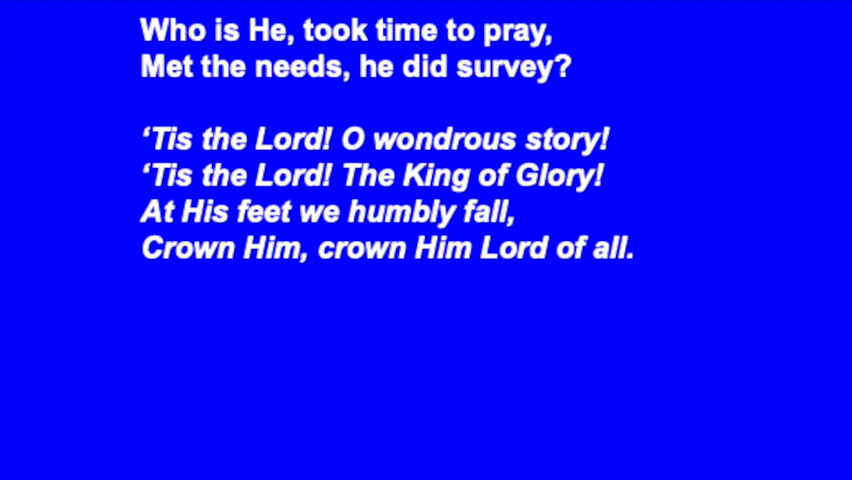 Who is He, took time to pray,
Met the needs, he did survey?
‘Tis the Lord! O wondrous story!
‘Tis the Lord! The King of Glory!
At His feet we humbly fall,
Crown Him, crown Him Lord of all.